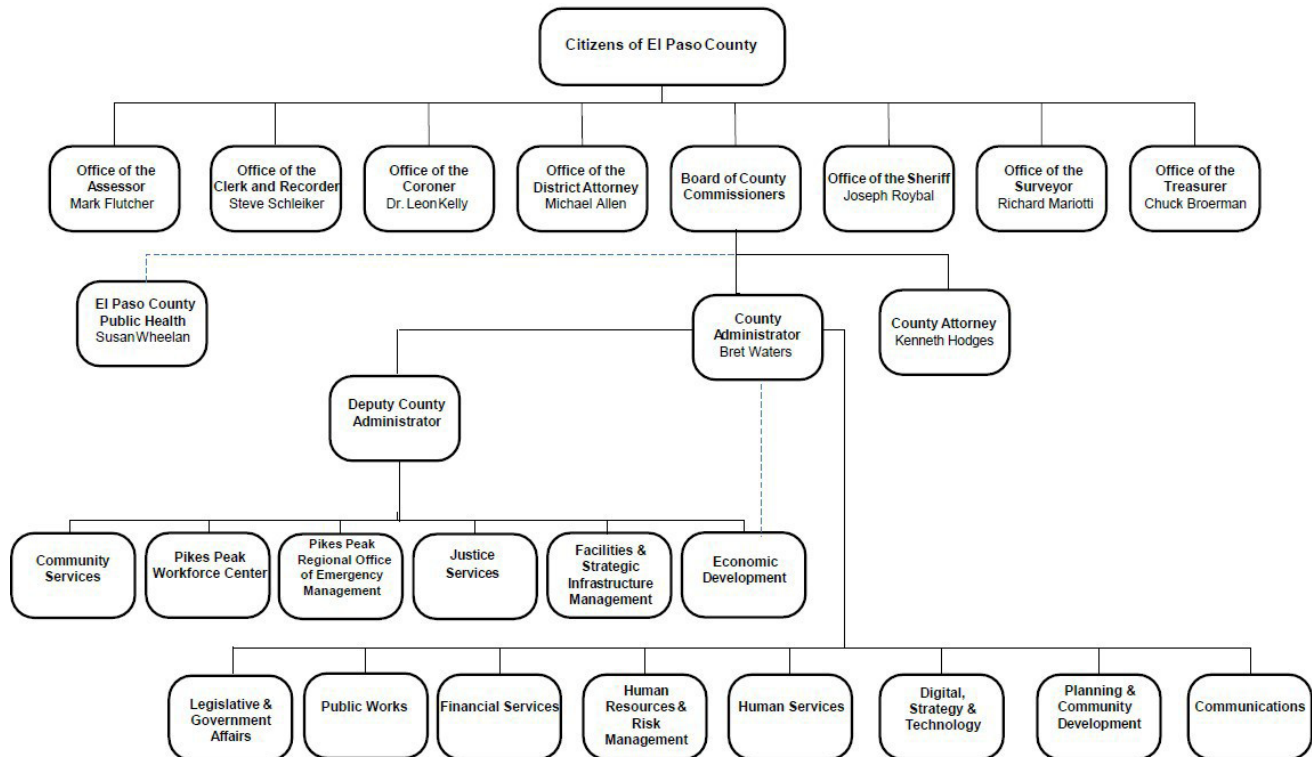 Citizens of El Paso County
Office of the
Assessor
Mark Flutcher
Office of the
Clerk and Recorder
Steve Schleiker
Office of the
Coroner
Dr. Leon Kelly
Office of the
District Attorney
Michael Allen
Board of County
Commissioners
Office of the Sheriff
Joseph Roybal
Office of the
Surveyor
Richard Mariotti
Office of the
Treasurer
Chuck Broerman
El Paso County
Public Health
Susan Wheelan
County
Administrator
Bret Waters
County Attorney
Kenneth Hodges
Deputy County
Administrator
Community
Services
Pikes Peak
Workforce Center
Pikes Peak
Regional Office
of Emergency
Management
Justice
Services
Facilities &
Strategic
Infrastructure
Management
Economic
Development
Legislative &
Government
Affairs
Public Works
Financial Services
Human
Resources &
Risk
Management
Human Services
Digital,
Strategy &
Technology
Planning &
Community
Development
Communications